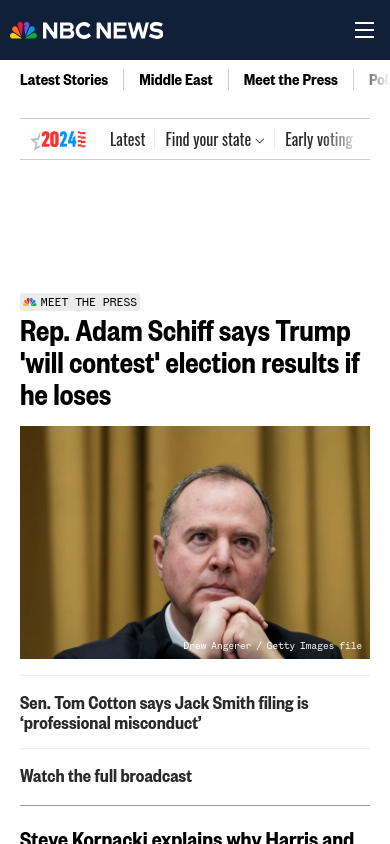 NBC NEWS
Latest Stories
Middle East
Meet the Press
2024
Latest
Find your state
Early voting
MEET THE PRESS
Rep. Adam Schiff says Trump
'will contest' election results if
he loses
Drew Angerer / Getty Images file
Sen. Tom Cotton says Jack Smith filing is
‘professional misconduct’
Watch the full broadcast
Steve Kornacki explains why Harris and